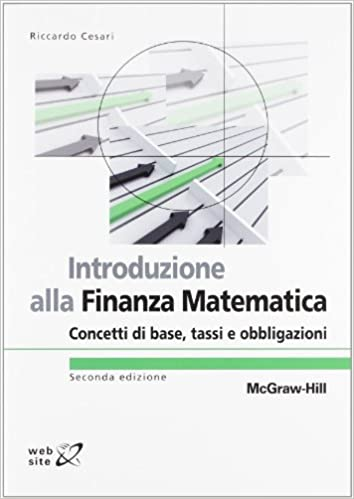 Riccardo Cesari
Introduzione
alla Finanza Matematica
Concetti di base, tassi e obbligazioni
Seconda edizione
McGraw-Hill
web
site